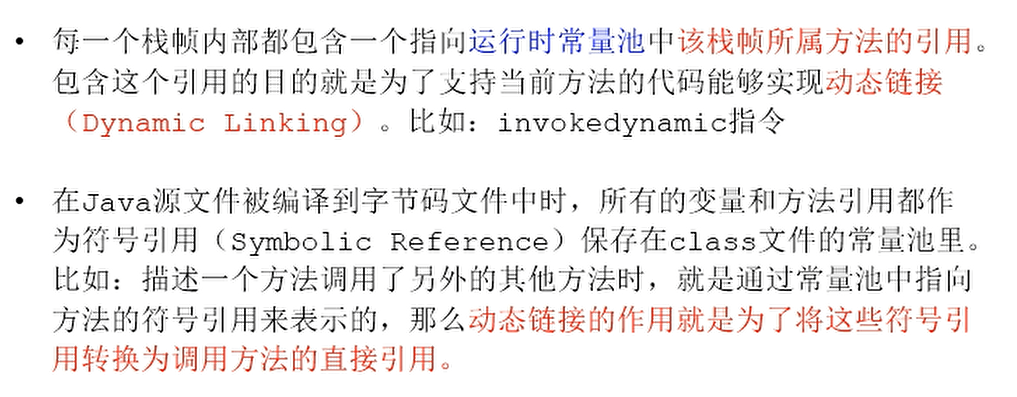 • 每一个栈帧内部都包含一个指向运行时常量池中该栈帧所属方法的引用。
包含这个引用的目的就是为了支持当前方法的代码能够实现动态链接
（Dynamic Linking）。比如：invokedynamic指令
• 在Java源文件被编译到字节码文件中时，所有的变量和方法引用都作
为符号引用（Symbolic Reference）保存在class文件的常量池里。
比如：描述一个方法调用了另外的其他方法时，就是通过常量池中指向
方法的符号引用来表示的，那么动态链接的作用就是为了将这些符号引
用转换为调用方法的直接引用。